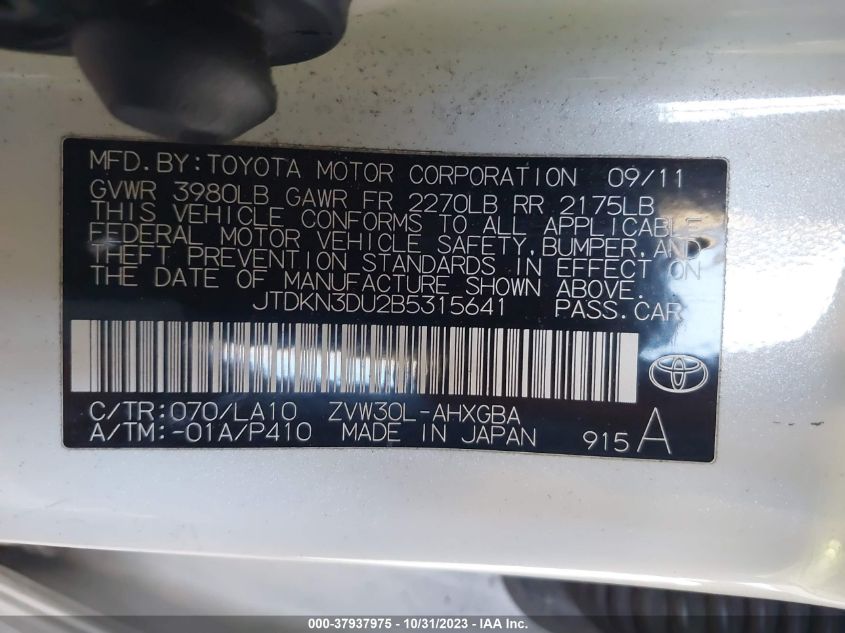 MFD.BY:TOYOTA MOTOR CORPORATION 09/11
GVWR 3980LB GAWR FR 2270LB RR 2175LB
THIS VEHICLE CONFORMS TO ALL APPLICABLE
FEDERAL MOTOR VEHICLE SAFETY,BUMPER,AND
THEFT PREVENTION STANDARDS IN EFFECT ON
THE DATE OF MANUFACTURE SHOWN ABOVE.
JTDKN3DU2B5315641 PASS.CAR
C/TR:070/LA10 ZVW30L-AHXGBA
A/TM:-01A/P410 MADE IN JAPAN 915A
000-37937975 - 10/31/2023 - IAA Inc.